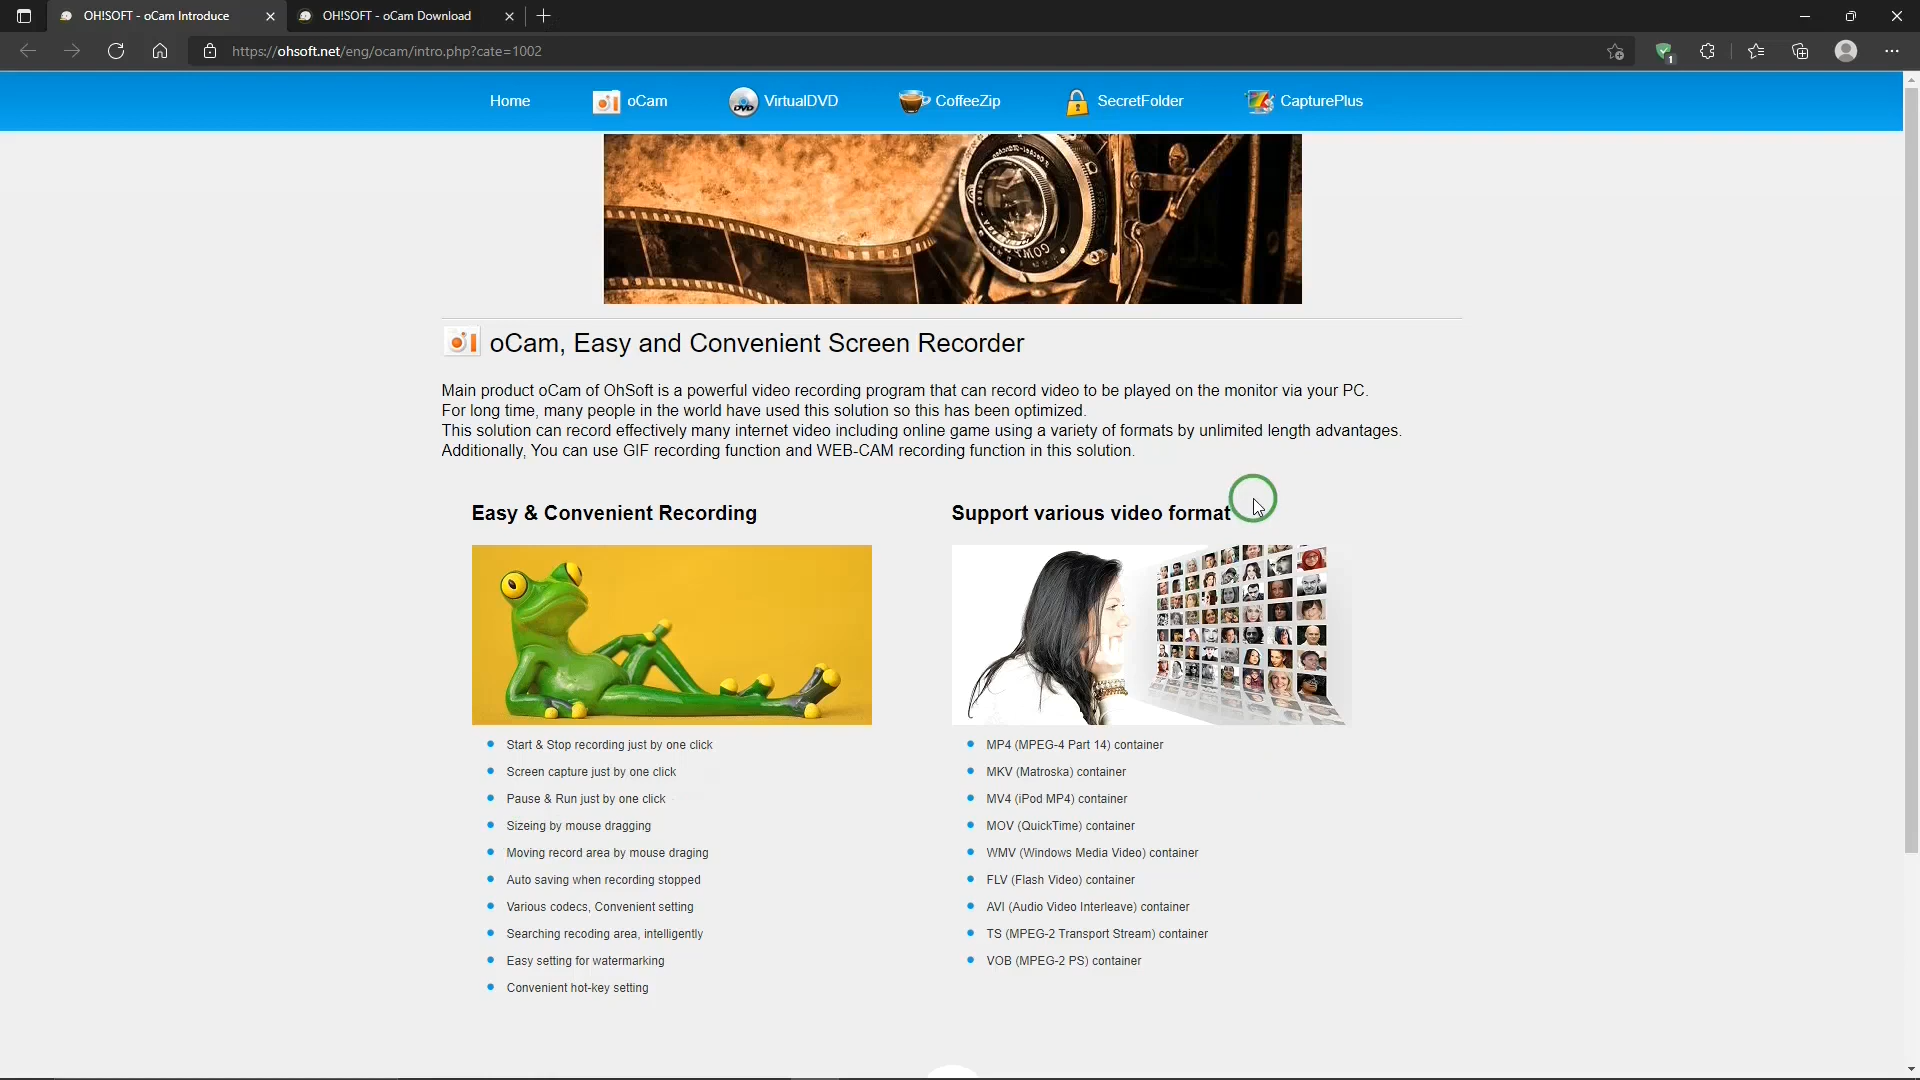 OH!SOFT - oCam Introduce
OH!SOFT - oCam Download
https://ohsoft.net/eng/ocam/intro.php?cate=1002
1
Home
oCam
VirtualDVD
CoffeeZip
SecretFolder
CapturePlus
oCam, Easy and Convenient Screen Recorder
Main product oCam of OhSoft is a powerful video recording program that can record video to be played on the monitor via your PC.
For long time, many people in the world have used this solution so this has been optimized.
This solution can record effectively many internet video including online game using a variety of formats by unlimited length advantages.
Additionally, You can use GIF recording function and WEB-CAM recording function in this solution.
Easy & Convenient Recording
Start & Stop recording just by one click
Screen capture just by one click
Pause & Run just by one click
Sizeing by mouse dragging
Moving record area by mouse draging
Auto saving when recording stopped
Various codecs, Convenient setting
Searching recoding area, intelligently
Easy setting for watermarking
Convenient hot-key setting
Support various video format
MP4 (MPEG-4 Part 14) container
MKV (Matroska) container
MV4 (iPod MP4) container
MOV (QuickTime) container
WMV (Windows Media Video) container
FLV (Flash Video) container
AVI (Audio Video Interleave) container
TS (MPEG-2 Transport Stream) container
VOB (MPEG-2 PS) container